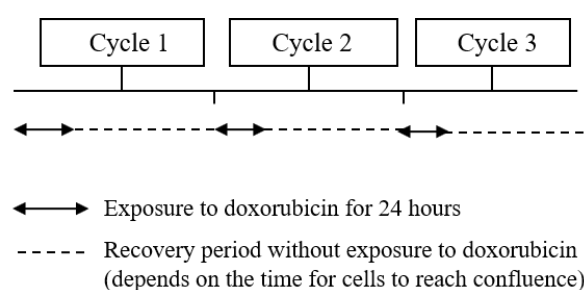 Cycle 1 Cycle 2 Cycle 3
Exposure to doxorubicin for 24 hours
Recovery period without exposure to doxorubicin
(depends on the time for cells to reach confluence)